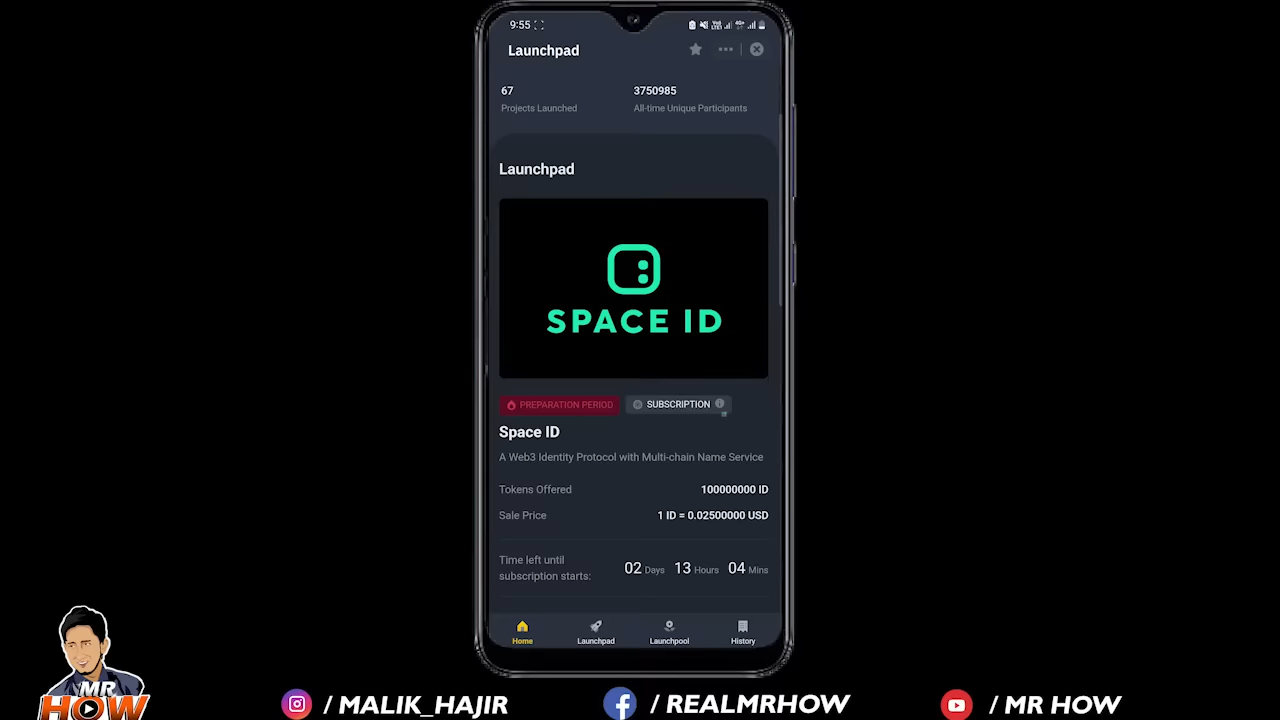 9:55
Launchpad
67
3750985
Projects Launched
All-time Unique Participants
Launchpad
SPACE ID
PREPARATION PERIOD
SUBSCRIPTION
Space ID
A Web3 Identity Protocol with Multi-chain Name Service
Tokens Offered
100000000 ID
Sale Price
1 ID = 0.02500000 USD
Time left until
subscription starts:
02 Days 13 Hours 04 Mins
Home
Launchpad
Launchpool
History
MR
HOW
/ MALIK_HAJIR
/ REALMRHOW
/ MR HOW